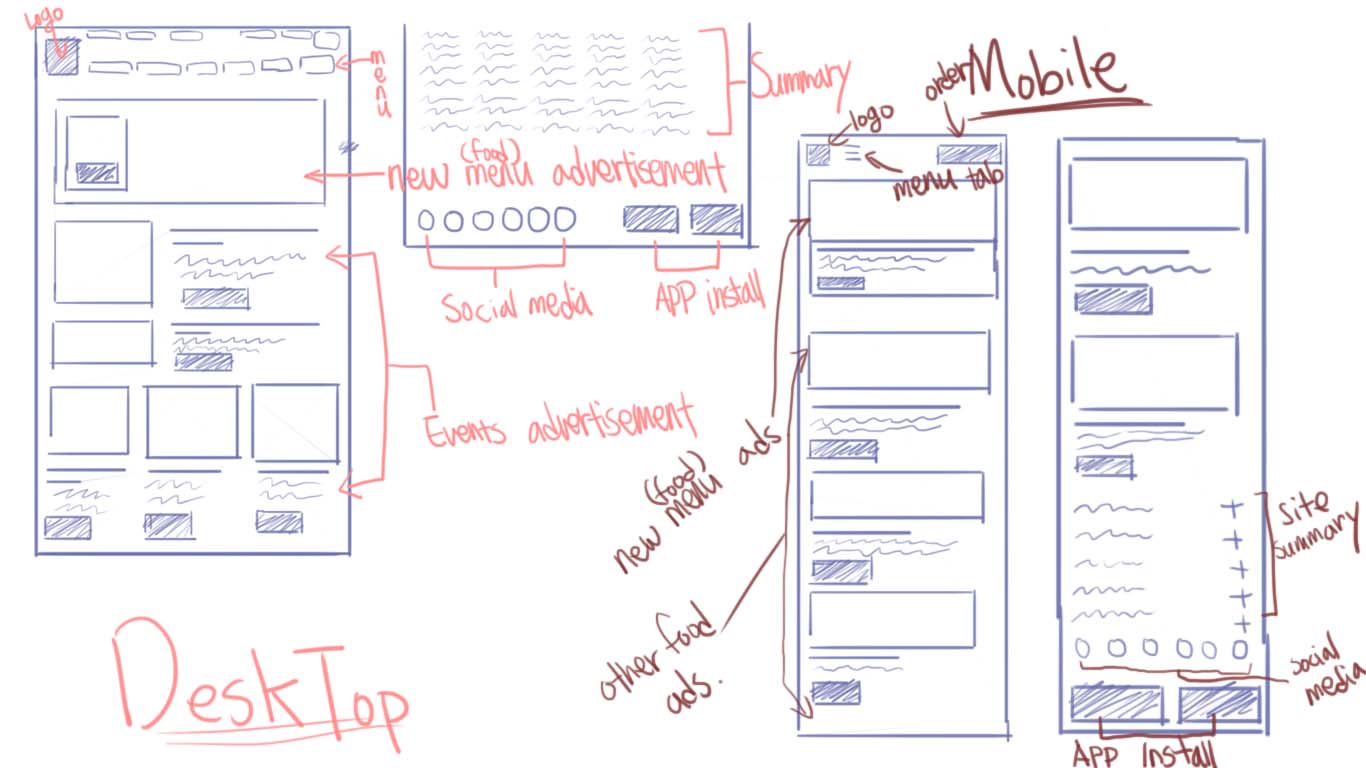 logo
menu
Summary
(food)
new menu advertisement
Social media
APP install
Events advertisement
DeskTop
Mobile
order
logo
menu tab
(food)
new menu ads
other food
ads.
Site
summary
social
media
APP install